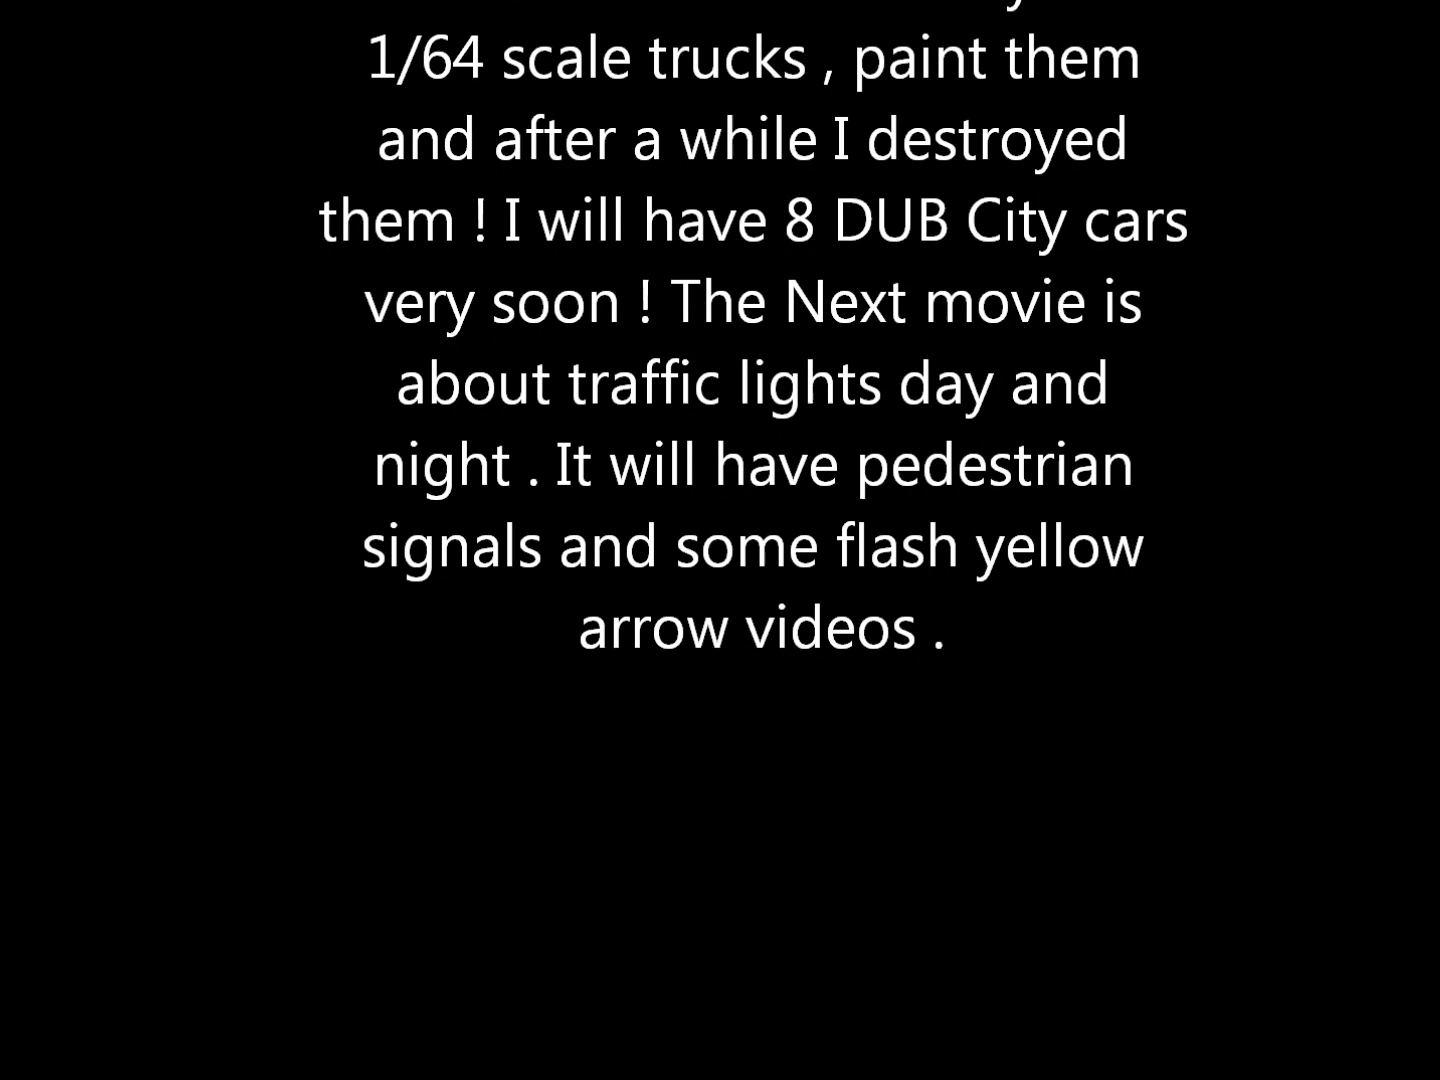 1/64 scale trucks , paint them
and after a while I destroyed
them ! I will have 8 DUB City cars
very soon ! The Next movie is
about traffic lights day and
night . It will have pedestrian
signals and some flash yellow
arrow videos .